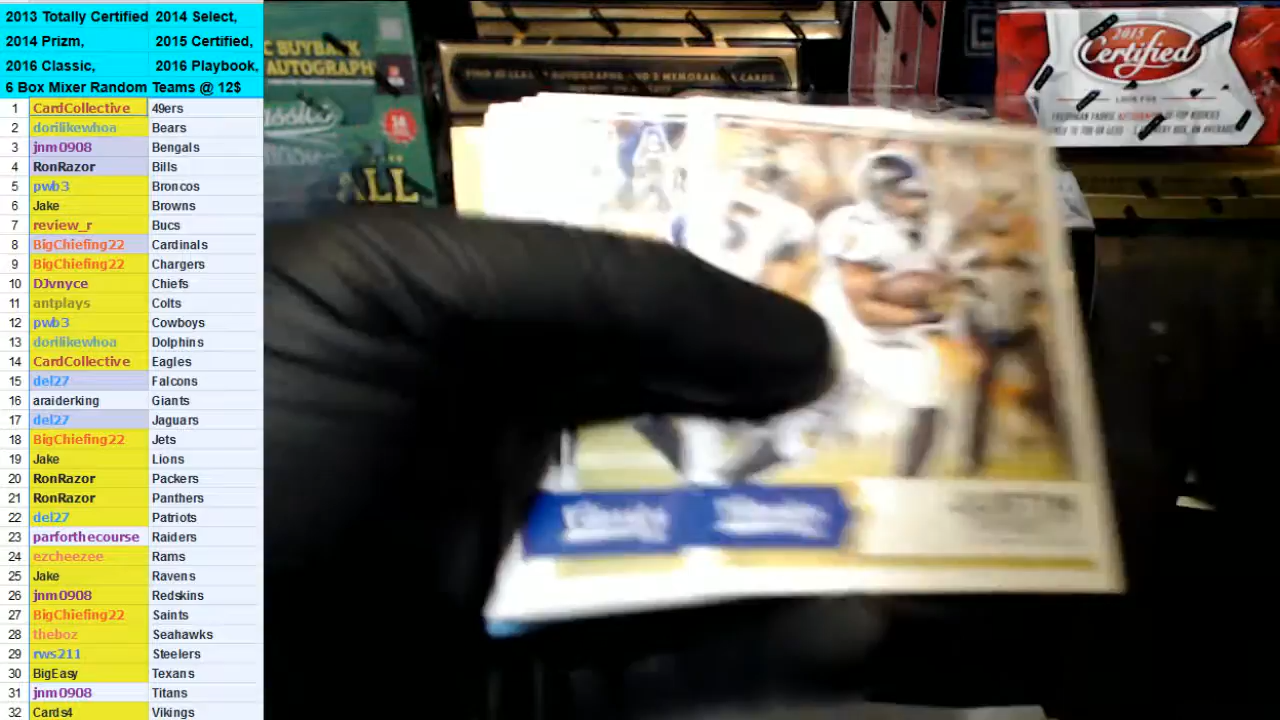 2013 Totally Certified 2014 Select,
2014 Prizm, 2015 Certified,
2016 Classic, 2016 Playbook,
6 Box Mixer Random Teams @ 12$
1 CardCollective 49ers
2 dorilikewhoa Bears
3 jnm0908 Bengals
4 RonRazor Bills
5 pwb3 Broncos
6 Jake Browns
7 review_r Bucs
8 BigChiefing22 Cardinals
9 BigChiefing22 Chargers
10 DJvnyce Chiefs
11 antplays Colts
12 pwb3 Cowboys
13 dorilikewhoa Dolphins
14 CardCollective Eagles
15 del27 Falcons
16 araiderking Giants
17 del27 Jaguars
18 BigChiefing22 Jets
19 Jake Lions
20 RonRazor Packers
21 RonRazor Panthers
22 del27 Patriots
23 parforthecourse Raiders
24 ezcheezee Rams
25 Jake Ravens
26 jnm0908 Redskins
27 BigChiefing22 Saints
28 theboz Seahawks
29 rws211 Steelers
30 BigEasy Texans
31 jnm0908 Titans
32 Cards4 Vikings
C BUYBACK
AUTOGRAPH
ALL
2015
Certified
JUSTIN